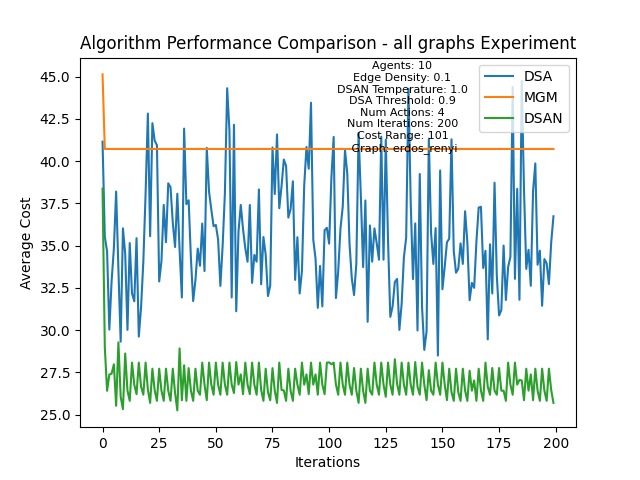 Algorithm Performance Comparison - all graphs Experiment
Agents: 10
Edge Density: 0.1
DSAN Temperature: 1.0
DSA Threshold: 0.9
Num Actions: 4
Num Iterations: 200
Cost Range: 101
Graph: erdos_renyi
DSA
MGM
DSAN
Average Cost
45.0
42.5
40.0
37.5
35.0
32.5
30.0
27.5
25.0
0 25 50 75 100 125 150 175 200
Iterations